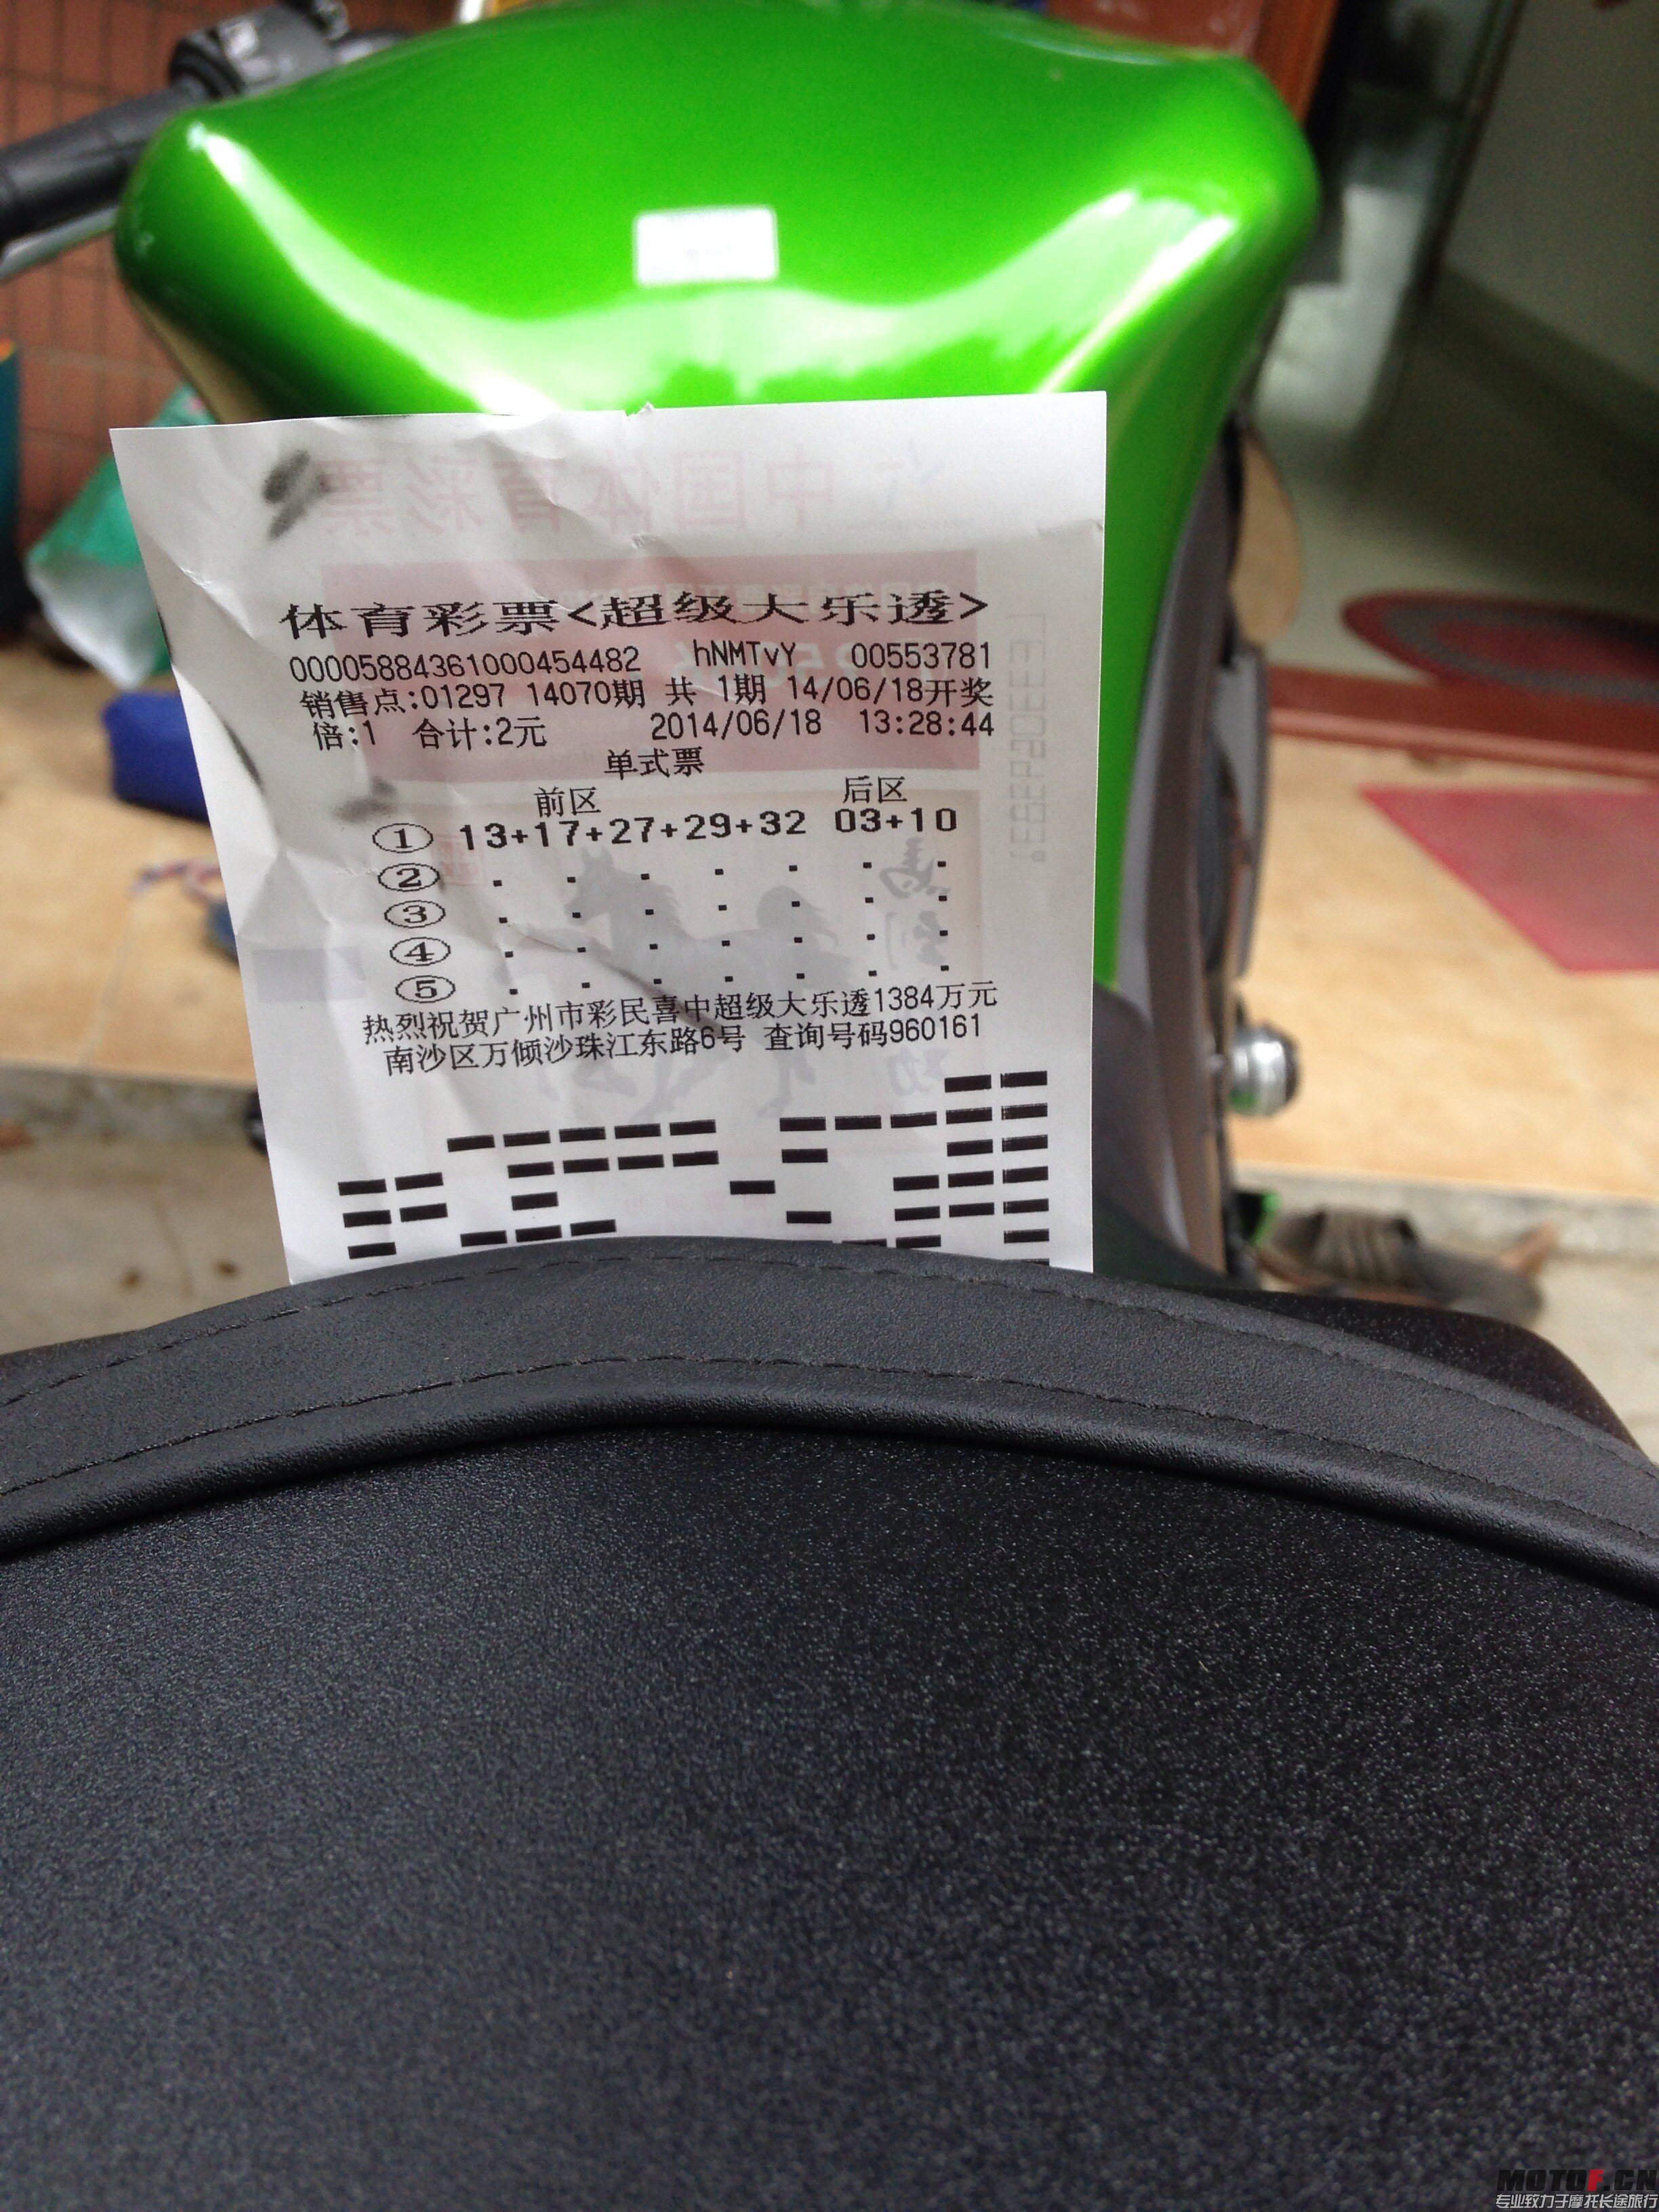 中国体育彩票
体育彩票<超级大乐透>
00005884361000454482 hNMTvY 00553781
销售点:01297 14070期 共 1期 14/06/18开奖
倍:1 合计:2元 2014/06/18 13:28:44
单式票
前区 后区
① 13+17+27+29+32 03+10
②
③
④
⑤
热烈祝贺广州市彩民喜中超级大乐透1384万元
南沙区万倾沙珠江东路6号 查询号码960161
MOTOF.CN
专业致力于摩托长途旅行